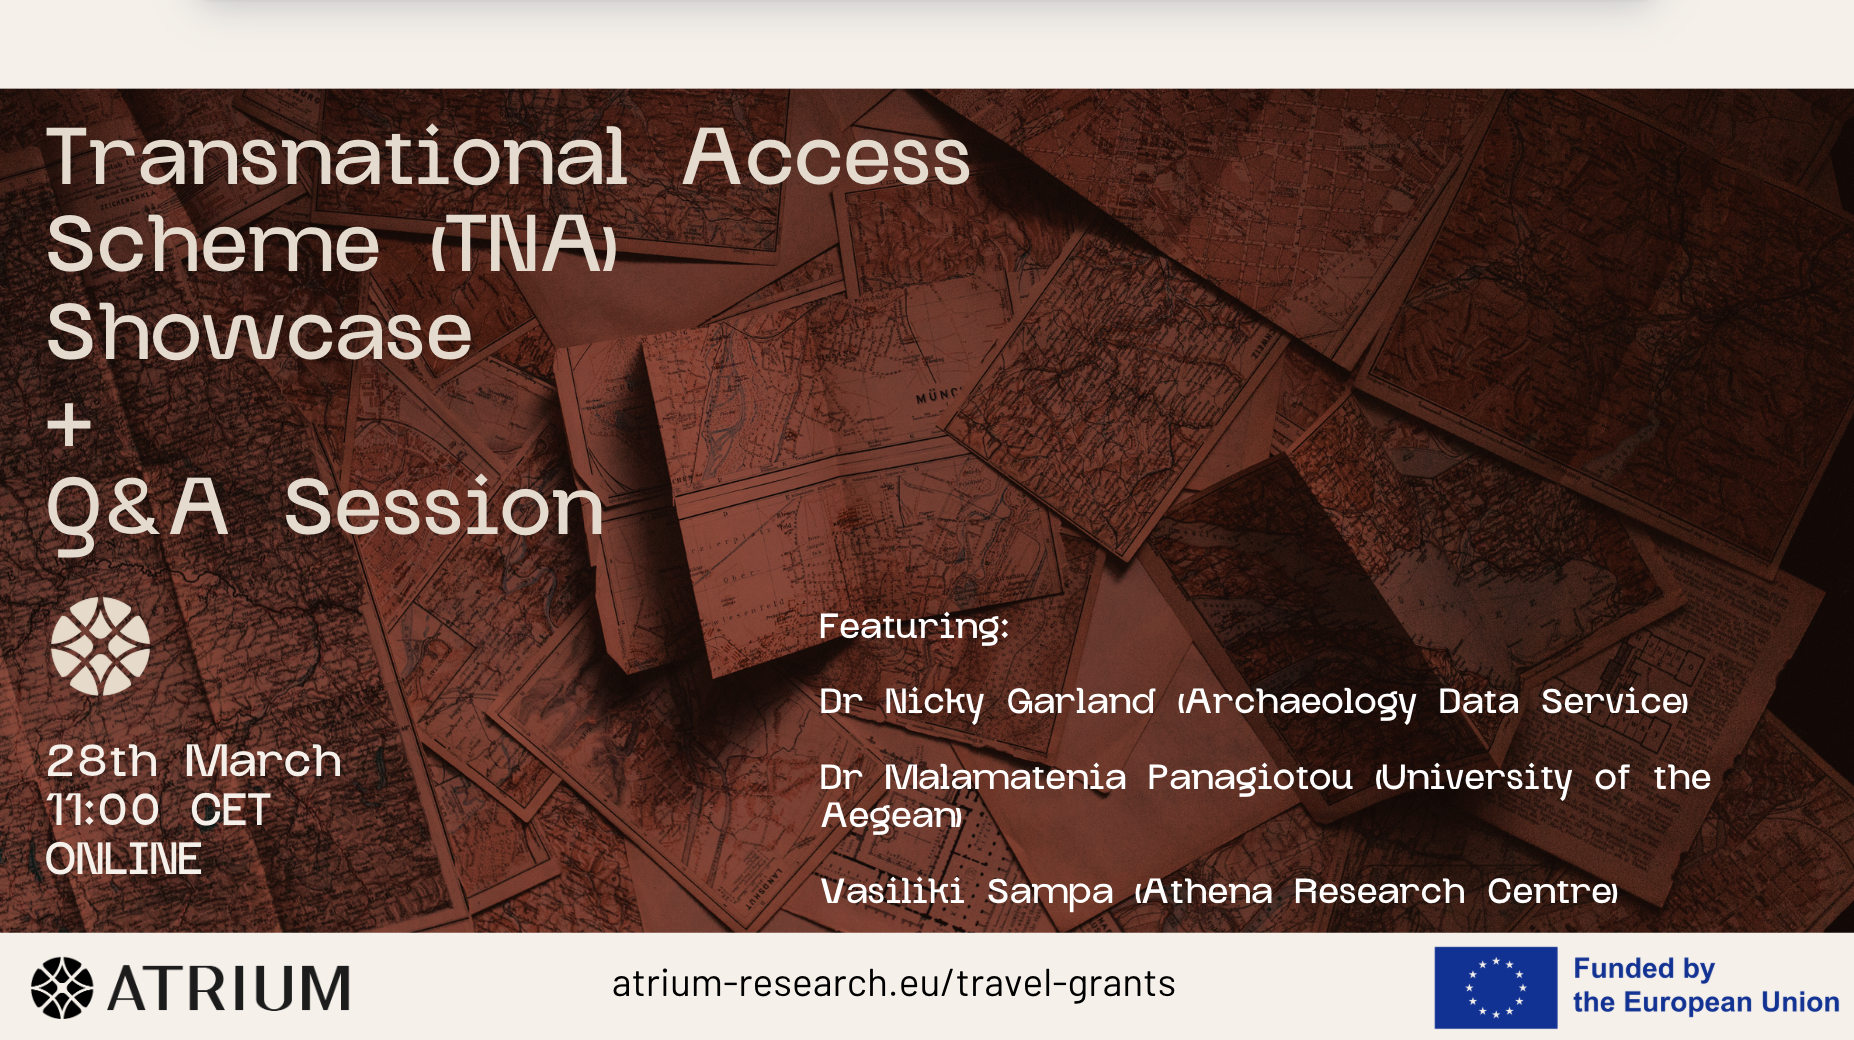 Transnational Access
Scheme (TNA)
Showcase
+
Q&A Session
28th March
11:00 CET
ONLINE
Featuring:
Dr Nicky Garland (Archaeology Data Service)
Dr Malamatenia Panagiotou (University of the
Aegean)
Vasiliki Sampa (Athena Research Centre)
ATRIUM
atrium-research.eu/travel-grants
Funded by
the European Union